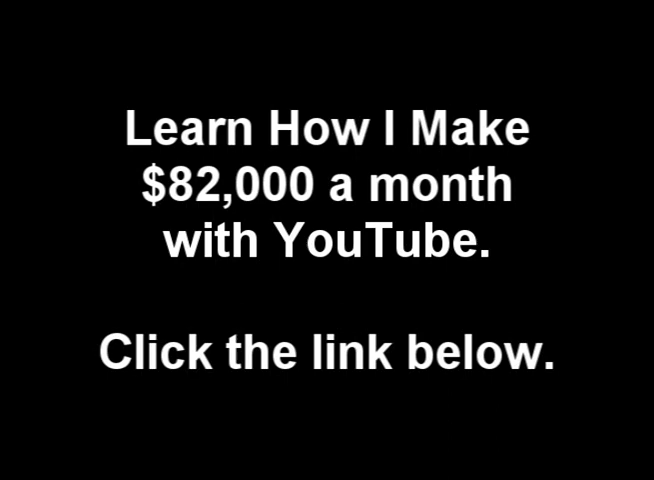 Learn How I Make
$82,000 a month
with YouTube.
Click the link below.